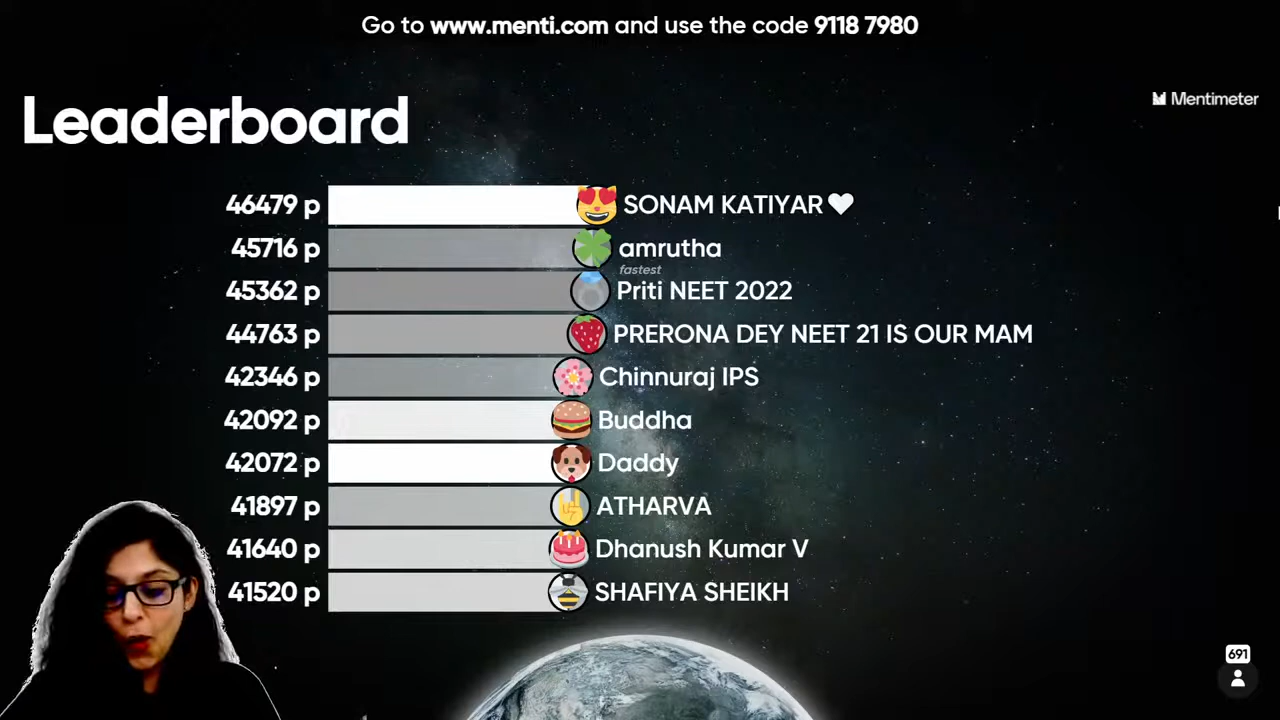 Go to www.menti.com and use the code 9118 7980
Leaderboard
Mentimeter
46479 p SONAM KATIYAR🤍
45716 p amrutha
fastest
45362 p Priti NEET 2022
44763 p PRERONA DEY NEET 21 IS OUR MAM
42346 p Chinnuraj IPS
42092 p Buddha
42072 p Daddy
41897 p ATHARVA
41640 p Dhanush Kumar V
41520 p SHAFIYA SHEIKH
691